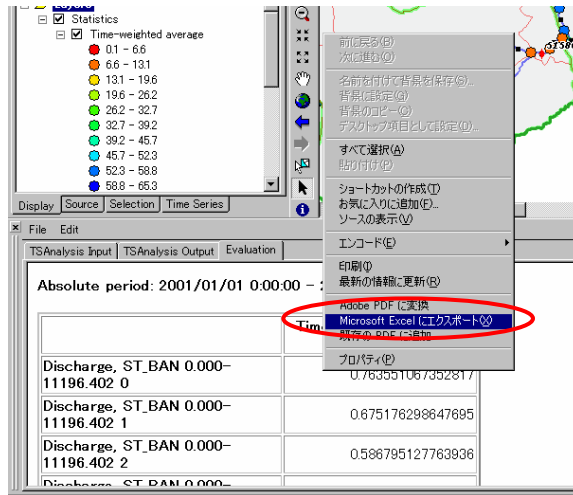 Layers
Statistics
Time-weighted average
0.1 - 6.6
6.6 - 13.1
13.1 - 19.6
19.6 - 26.2
26.2 - 32.7
32.7 - 39.2
39.2 - 45.7
45.7 - 52.3
52.3 - 58.8
58.8 - 65.3
Display Source Selection Time Series
File Edit
TSAnalysis Input TSAnalysis Output Evaluation
Absolute period: 2001/01/01 0:00:00 -
Discharge, ST_BAN 0.000-
11196.402 0
0.763551067352817
Discharge, ST_BAN 0.000-
11196.402 1
0.675176298647695
Discharge, ST_BAN 0.000-
11196.402 2
0.586795127763936
Discharge, ST_BAN 0.000-
前に戻る(B)
次に進む(O)
名前を付けて背景を保存(S)...
背景に設定(G)
背景のコピー(C)
デスクトップ項目として設定(D)...
すべて選択(A)
貼り付け(P)
ショートカットの作成(T)
お気に入りに追加(F)...
ソースの表示(V)
エンコード(E)
印刷(I)
最新の情報に更新(R)
Adobe PDF に変換
Microsoft Excel にエクスポート(X)
既存の PDF に追加
プロパティ(P)